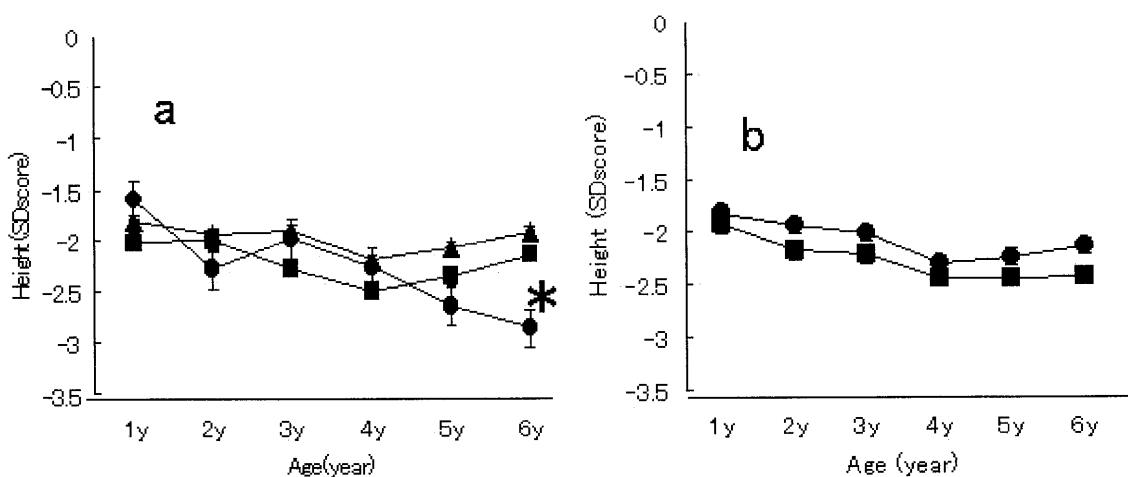 0
-0.5
-1
-1.5
-2
-2.5
-3
-3.5
Height(SDscore)
a
*
1y 2y 3y 4y 5y 6y
Age(year)
0
-0.5
-1
-1.5
-2
-2.5
-3
-3.5
Height (SDscore)
b
1y 2y 3y 4y 5y 6y
Age (year)